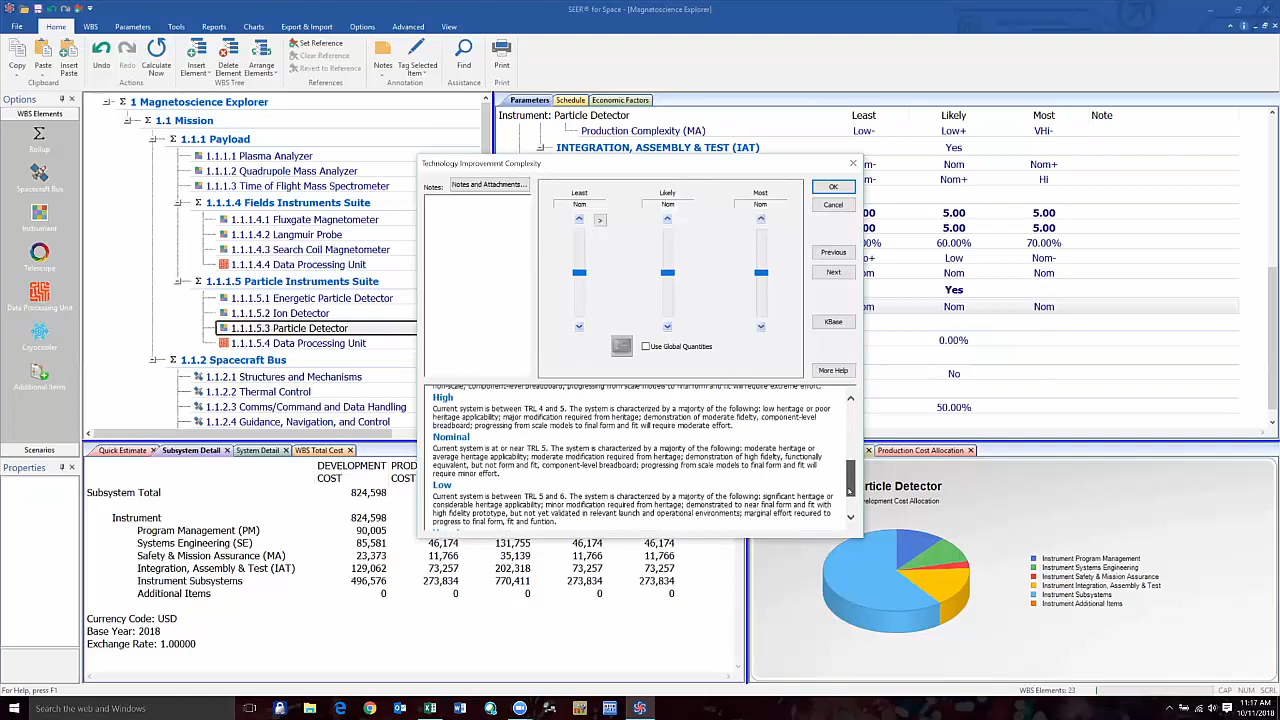 SEER® for Space - [Magnetoscience Explorer]
File Home WBS Parameters Tools Reports Charts Export & Import Options Advanced View
Copy Paste Insert Paste Undo Redo Calculate Now Insert Element Delete Element Arrange Elements Set Reference Clear Reference Revert to Reference Notes Tag Selected Item Find Print
Clipboard Actions WBS Tree References Annotation Assistance Print
Options
WBS Elements
Rollup
Spacecraft Bus
Instrument
Telescope
Data Processing Unit
Cryocooler
Additional Items
Scenarios
Properties
1 Magnetoscience Explorer
1.1 Mission
1.1.1 Payload
1.1.1.1 Plasma Analyzer
1.1.1.2 Quadrupole Mass Analyzer
1.1.1.3 Time of Flight Mass Spectrometer
1.1.1.4 Fields Instruments Suite
1.1.1.4.1 Fluxgate Magnetometer
1.1.1.4.2 Langmuir Probe
1.1.1.4.3 Search Coil Magnetometer
1.1.1.4.4 Data Processing Unit
1.1.1.5 Particle Instruments Suite
1.1.1.5.1 Energetic Particle Detector
1.1.1.5.2 Ion Detector
1.1.1.5.3 Particle Detector
1.1.1.5.4 Data Processing Unit
1.1.2 Spacecraft Bus
1.1.2.1 Structures and Mechanisms
1.1.2.2 Thermal Control
1.1.2.3 Comms/Command and Data Handling
1.1.2.4 Guidance, Navigation, and Control
Parameters Schedule Economic Factors
Instrument: Particle Detector Least Likely Most Note
Production Complexity (MA) Low- Low+ VHi-
INTEGRATION, ASSEMBLY & TEST (IAT) Yes
Nom Nom+
Nom+ Hi
5.00 5.00
5.00 5.00
60.00% 70.00%
Low Nom-
Nom Nom
Yes
Nom Nom
0.00%
No
50.00%
Technology Improvement Complexity
Notes: Notes and Attachments...
Least Likely Most
Nom Nom Nom
>
Use Global Quantities
OK
Cancel
Previous
Next
KBase
More Help
non-scale, component-level breadboard; progressing from scale models to final form and fit will require extreme effort.
High
Current system is between TRL 4 and 5. The system is characterized by a majority of the following: low heritage or poor
heritage applicability; major modification required from heritage; demonstration of moderate fidelity, component-level
breadboard; progressing from scale models to final form and fit will require moderate effort.
Nominal
Current system is at or near TRL 5. The system is characterized by a majority of the following: moderate heritage or
average heritage applicability; moderate modification required from heritage; demonstration of high fidelity, functionally
equivalent, but not form and fit, component-level breadboard; progressing from scale models to final form and fit will
require minor effort.
Low
Current system is between TRL 5 and 6. The system is characterized by a majority of the following: significant heritage or
considerable heritage applicability; minor modification required from heritage; demonstrated to near final form and fit with
high fidelity prototype, but not yet validated in relevant launch and operational environments; marginal effort required to
progress to final form, fit and funtion.
Quick Estimate Subsystem Detail System Detail WBS Total Cost
DEVELOPMENT COST
Subsystem Total 824,598
Instrument 824,598
Program Management (PM) 90,005
Systems Engineering (SE) 85,581 46,174 131,755 46,174 46,174
Safety & Mission Assurance (MA) 23,373 11,766 35,139 11,766 11,766
Integration, Assembly & Test (IAT) 129,062 73,257 202,318 73,257 73,257
Instrument Subsystems 496,576 273,834 770,411 273,834 273,834
Additional Items 0 0 0 0 0
Currency Code: USD
Base Year: 2018
Exchange Rate: 1.00000
Production Cost Allocation
Particle Detector
Development Cost Allocation
Instrument Program Management
Instrument Systems Engineering
Instrument Safety & Mission Assurance
Instrument Integration, Assembly & Test
Instrument Subsystems
Instrument Additional Items
For Help, press F1 WBS Elements: 23 CAP NUM SCRL
Search the web and Windows
11:17 AM
10/11/2018